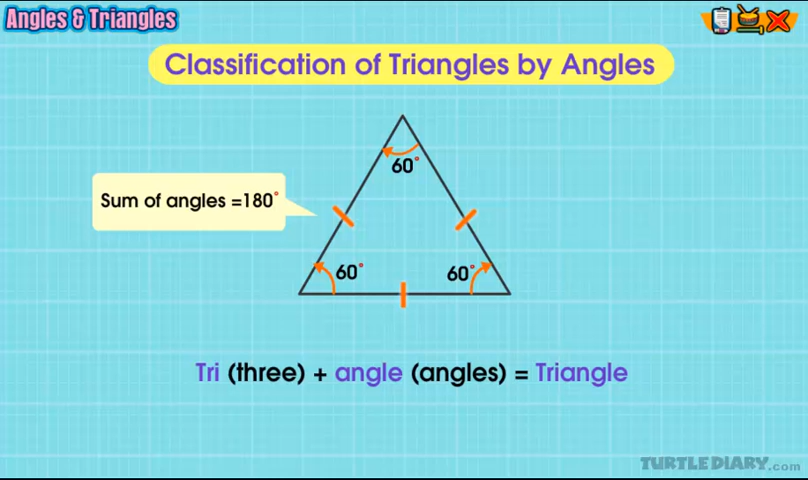 Angles & Triangles
Classification of Triangles by Angles
60°
Sum of angles =180°
60° 60°
Tri (three) + angle (angles) = Triangle
TURTLEDIARY.com